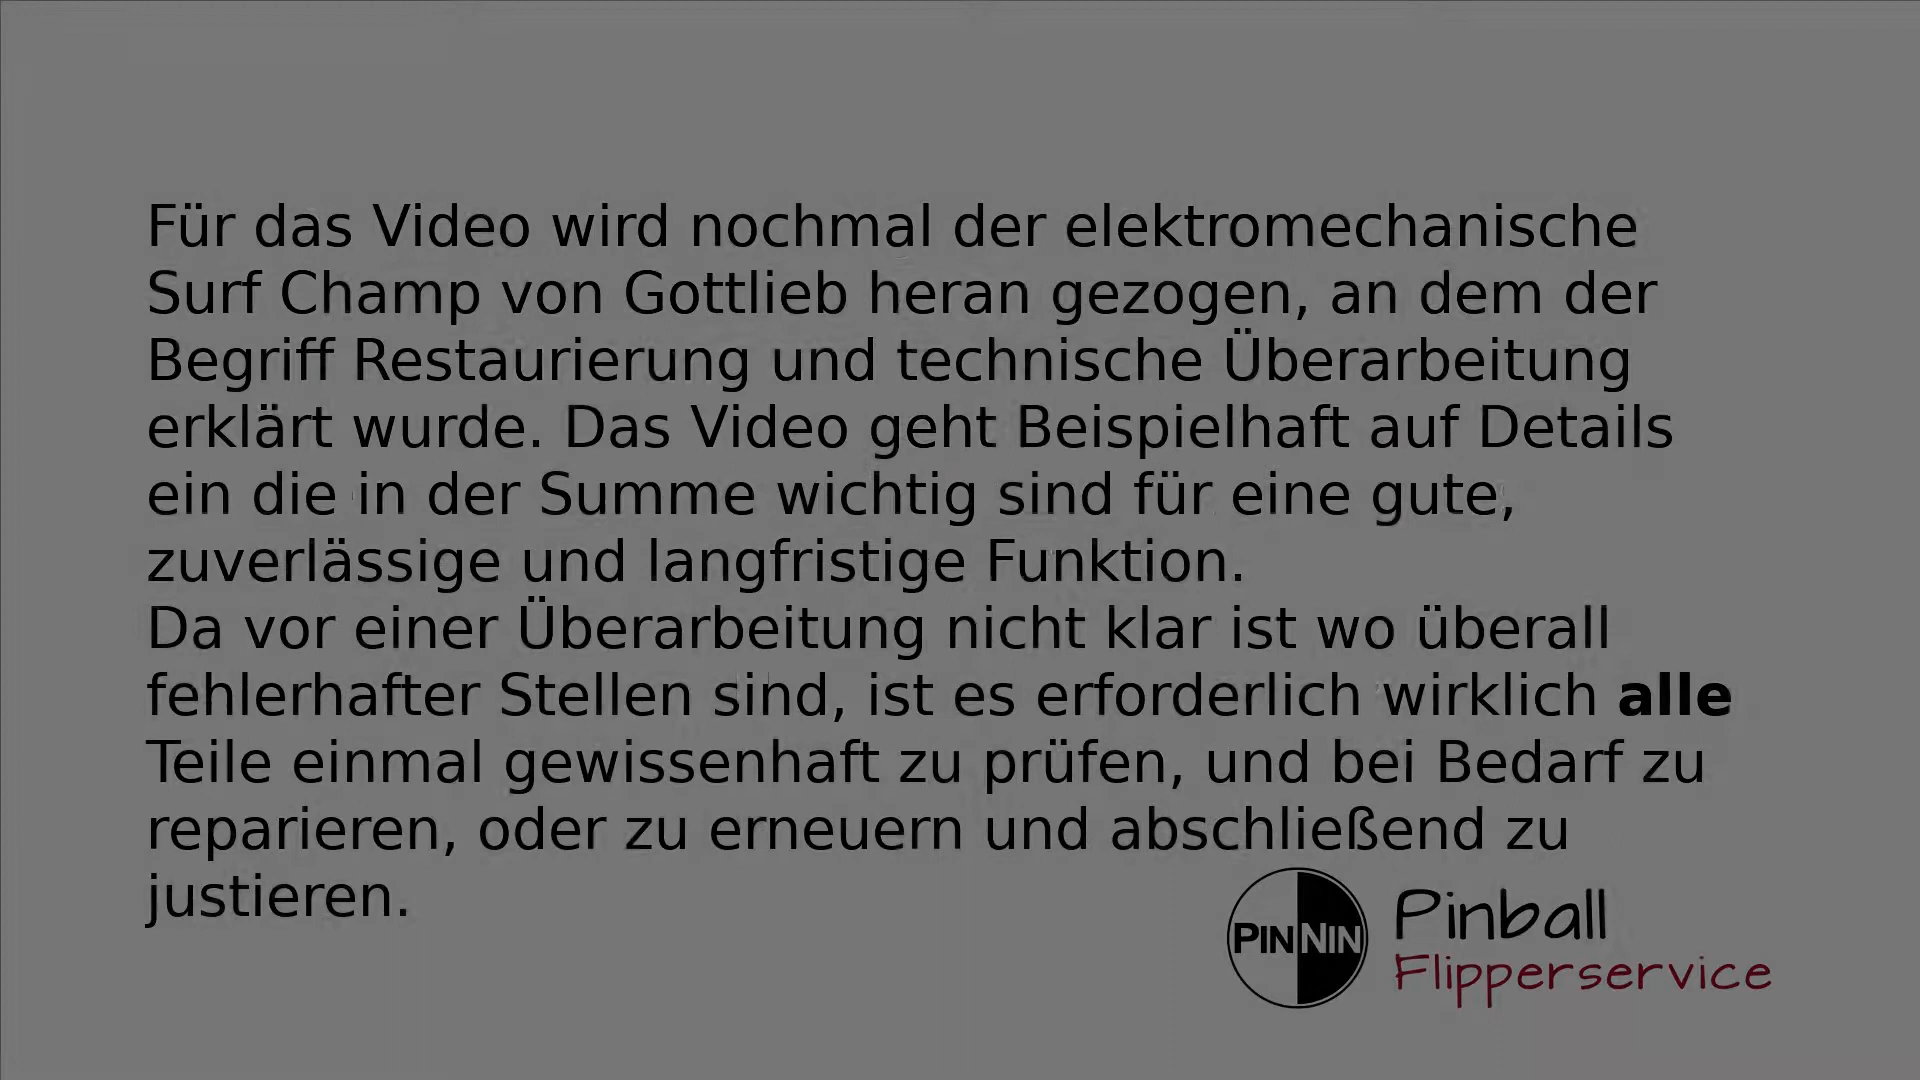 Für das Video wird nochmal der elektromechanische
Surf Champ von Gottlieb heran gezogen, an dem der
Begriff Restaurierung und technische Überarbeitung
erklärt wurde. Das Video geht Beispielhaft auf Details
ein die in der Summe wichtig sind für eine gute,
zuverlässige und langfristige Funktion.
Da vor einer Überarbeitung nicht klar ist wo überall
fehlerhafter Stellen sind, ist es erforderlich wirklich alle
Teile einmal gewissenhaft zu prüfen, und bei Bedarf zu
reparieren, oder zu erneuern und abschließend zu
justieren.
PINNIN
Pinball
Flipperservice